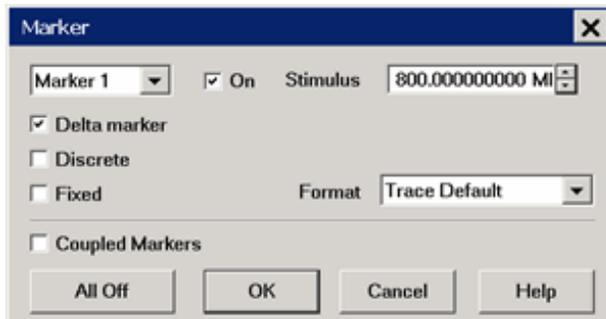 Marker
Marker 1 On Stimulus 800.000000000
Delta marker
Discrete
Fixed Format Trace Default
Coupled Markers
All Off OK Cancel Help